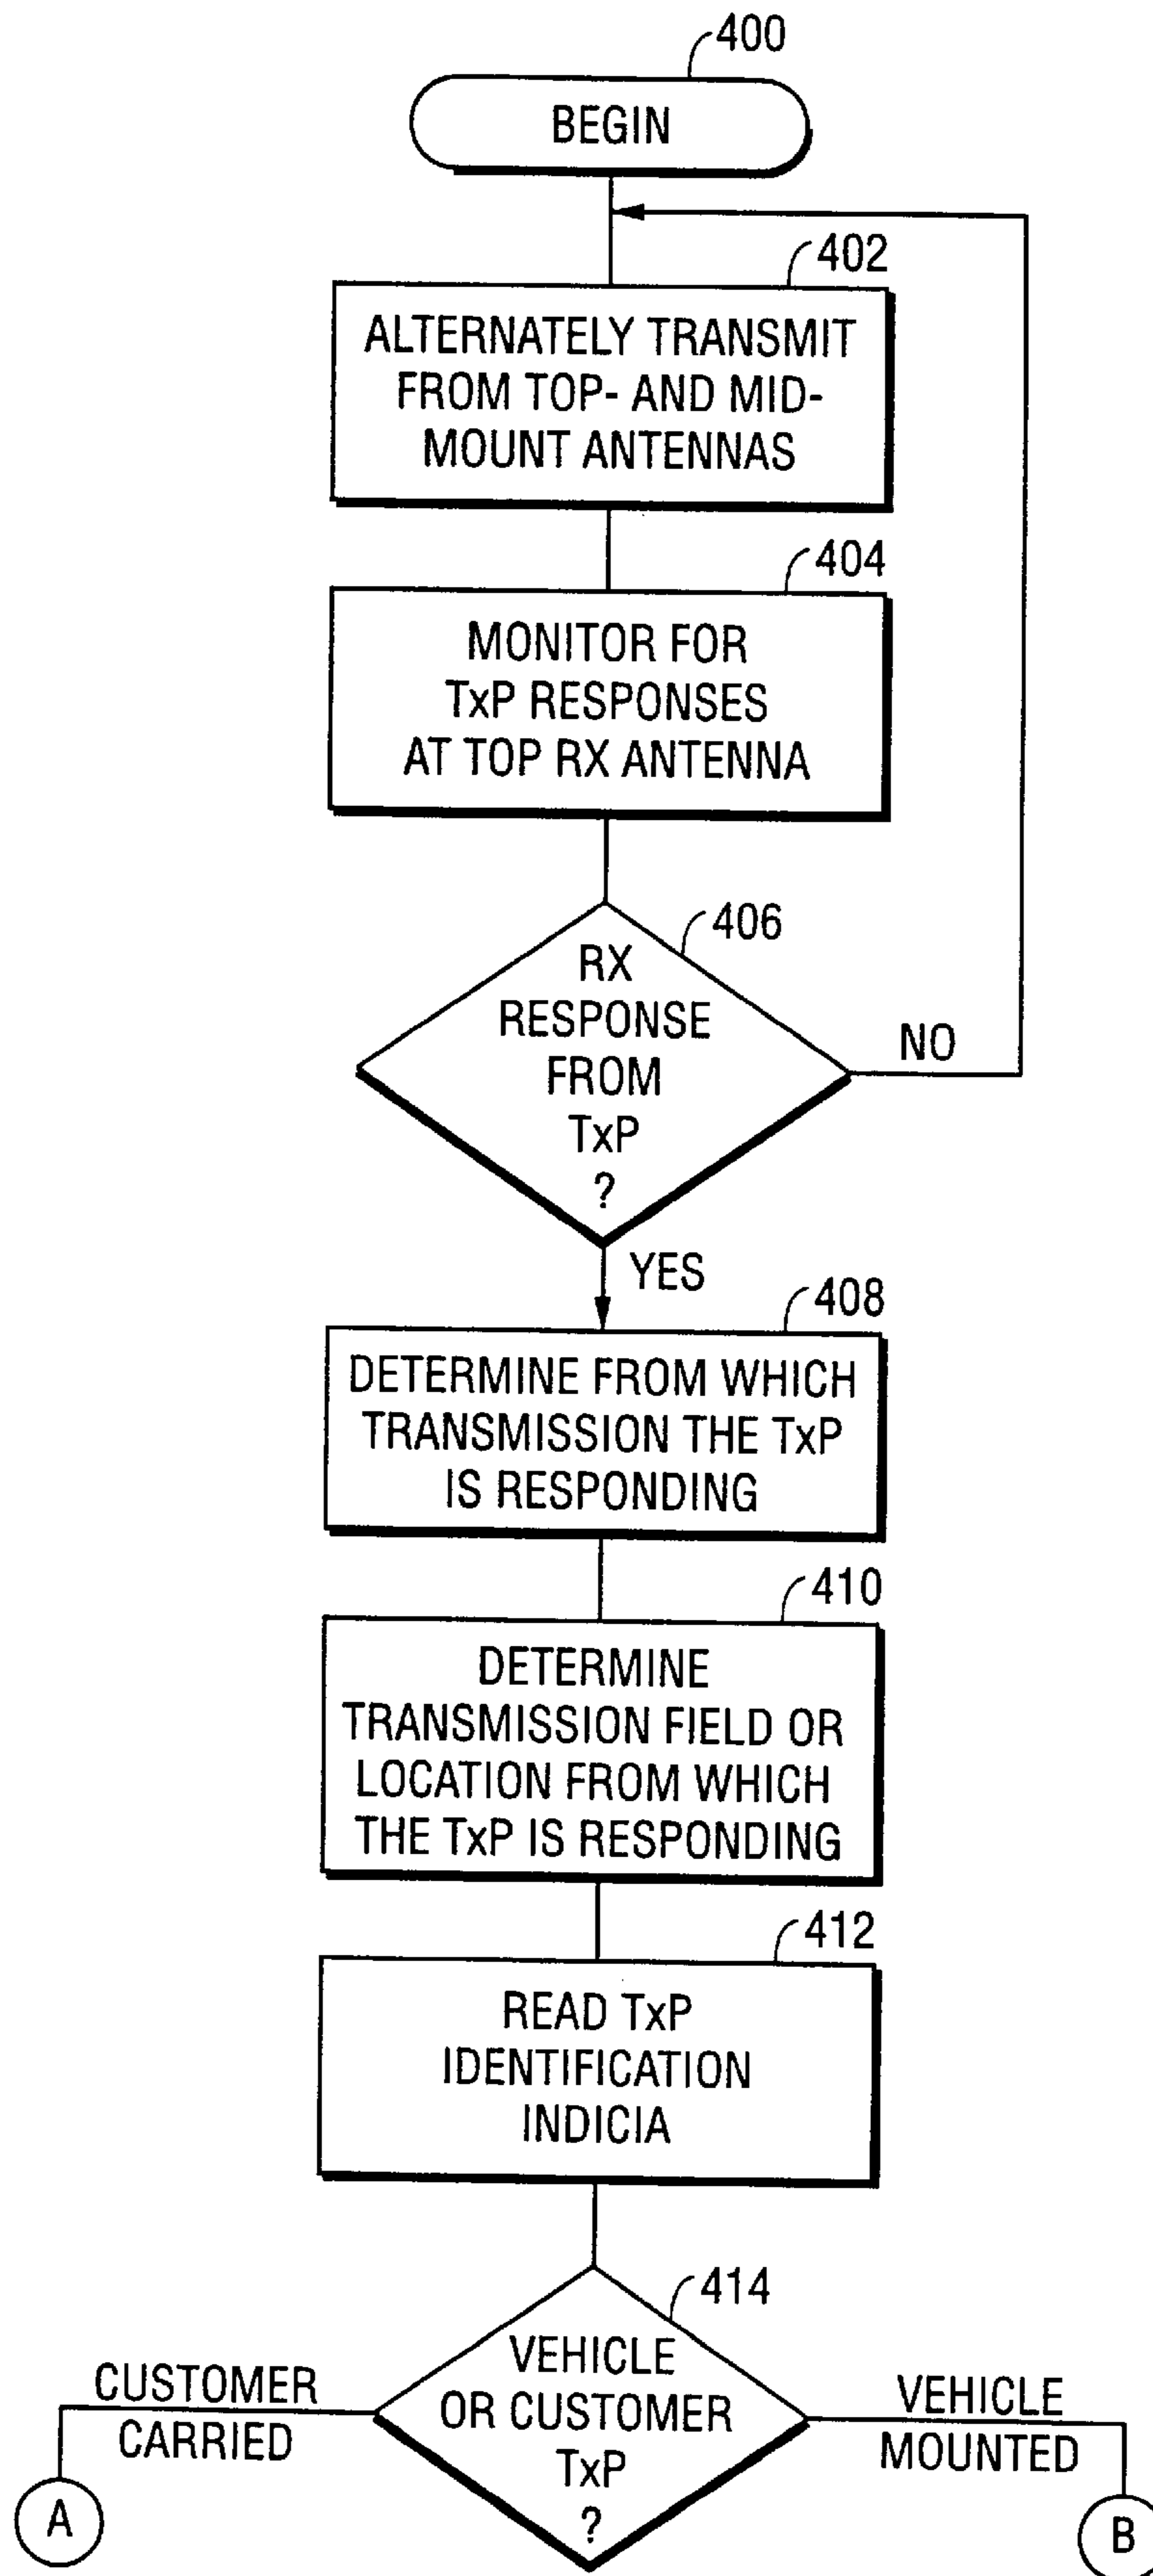 400
BEGIN
402
ALTERNATELY TRANSMIT
FROM TOP- AND MID-
MOUNT ANTENNAS
404
MONITOR FOR
TxP RESPONSES
AT TOP RX ANTENNA
406
RX
RESPONSE
FROM
TxP
?
NO
YES
408
DETERMINE FROM WHICH
TRANSMISSION THE TxP
IS RESPONDING
410
DETERMINE
TRANSMISSION FIELD OR
LOCATION FROM WHICH
THE TxP IS RESPONDING
412
READ TxP
IDENTIFICATION
INDICIA
414
VEHICLE
OR CUSTOMER
TxP
?
CUSTOMER
CARRIED
VEHICLE
MOUNTED
A
B